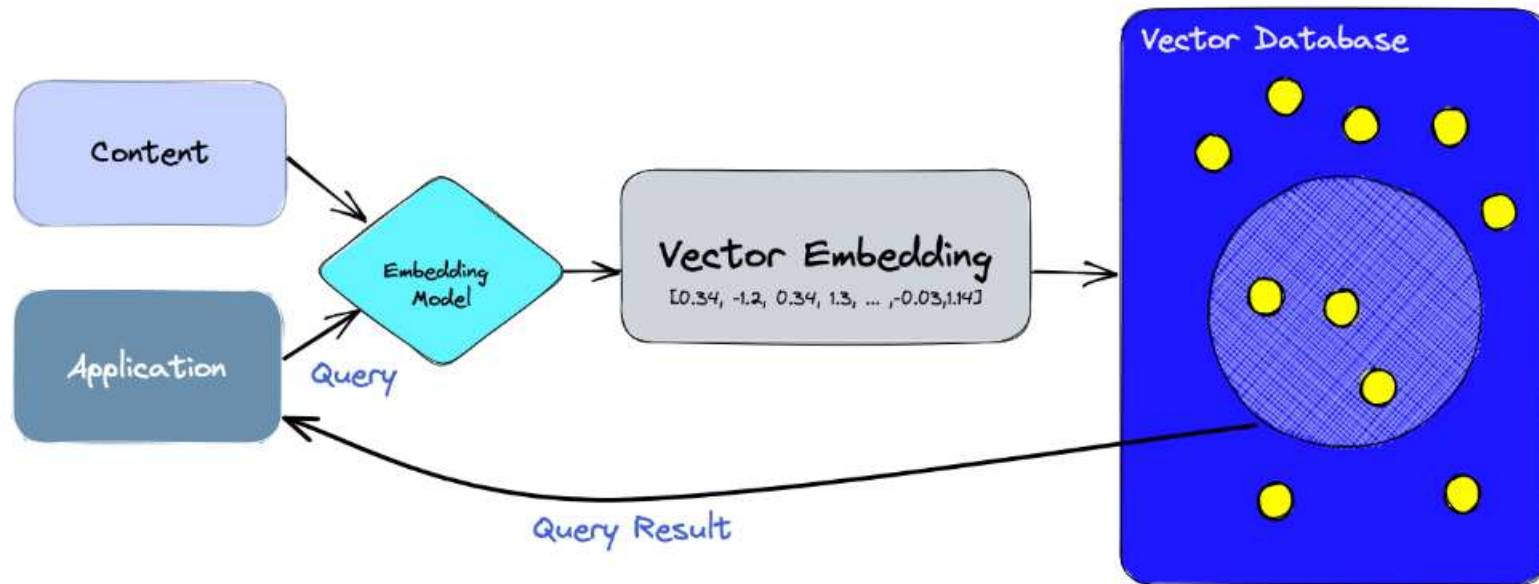 Vector Database
Content
Embedding
Model
Vector Embedding
[0.34, -1.2, 0.34, 1.3, ... ,-0.03,1.14]
Application
Query
Query Result